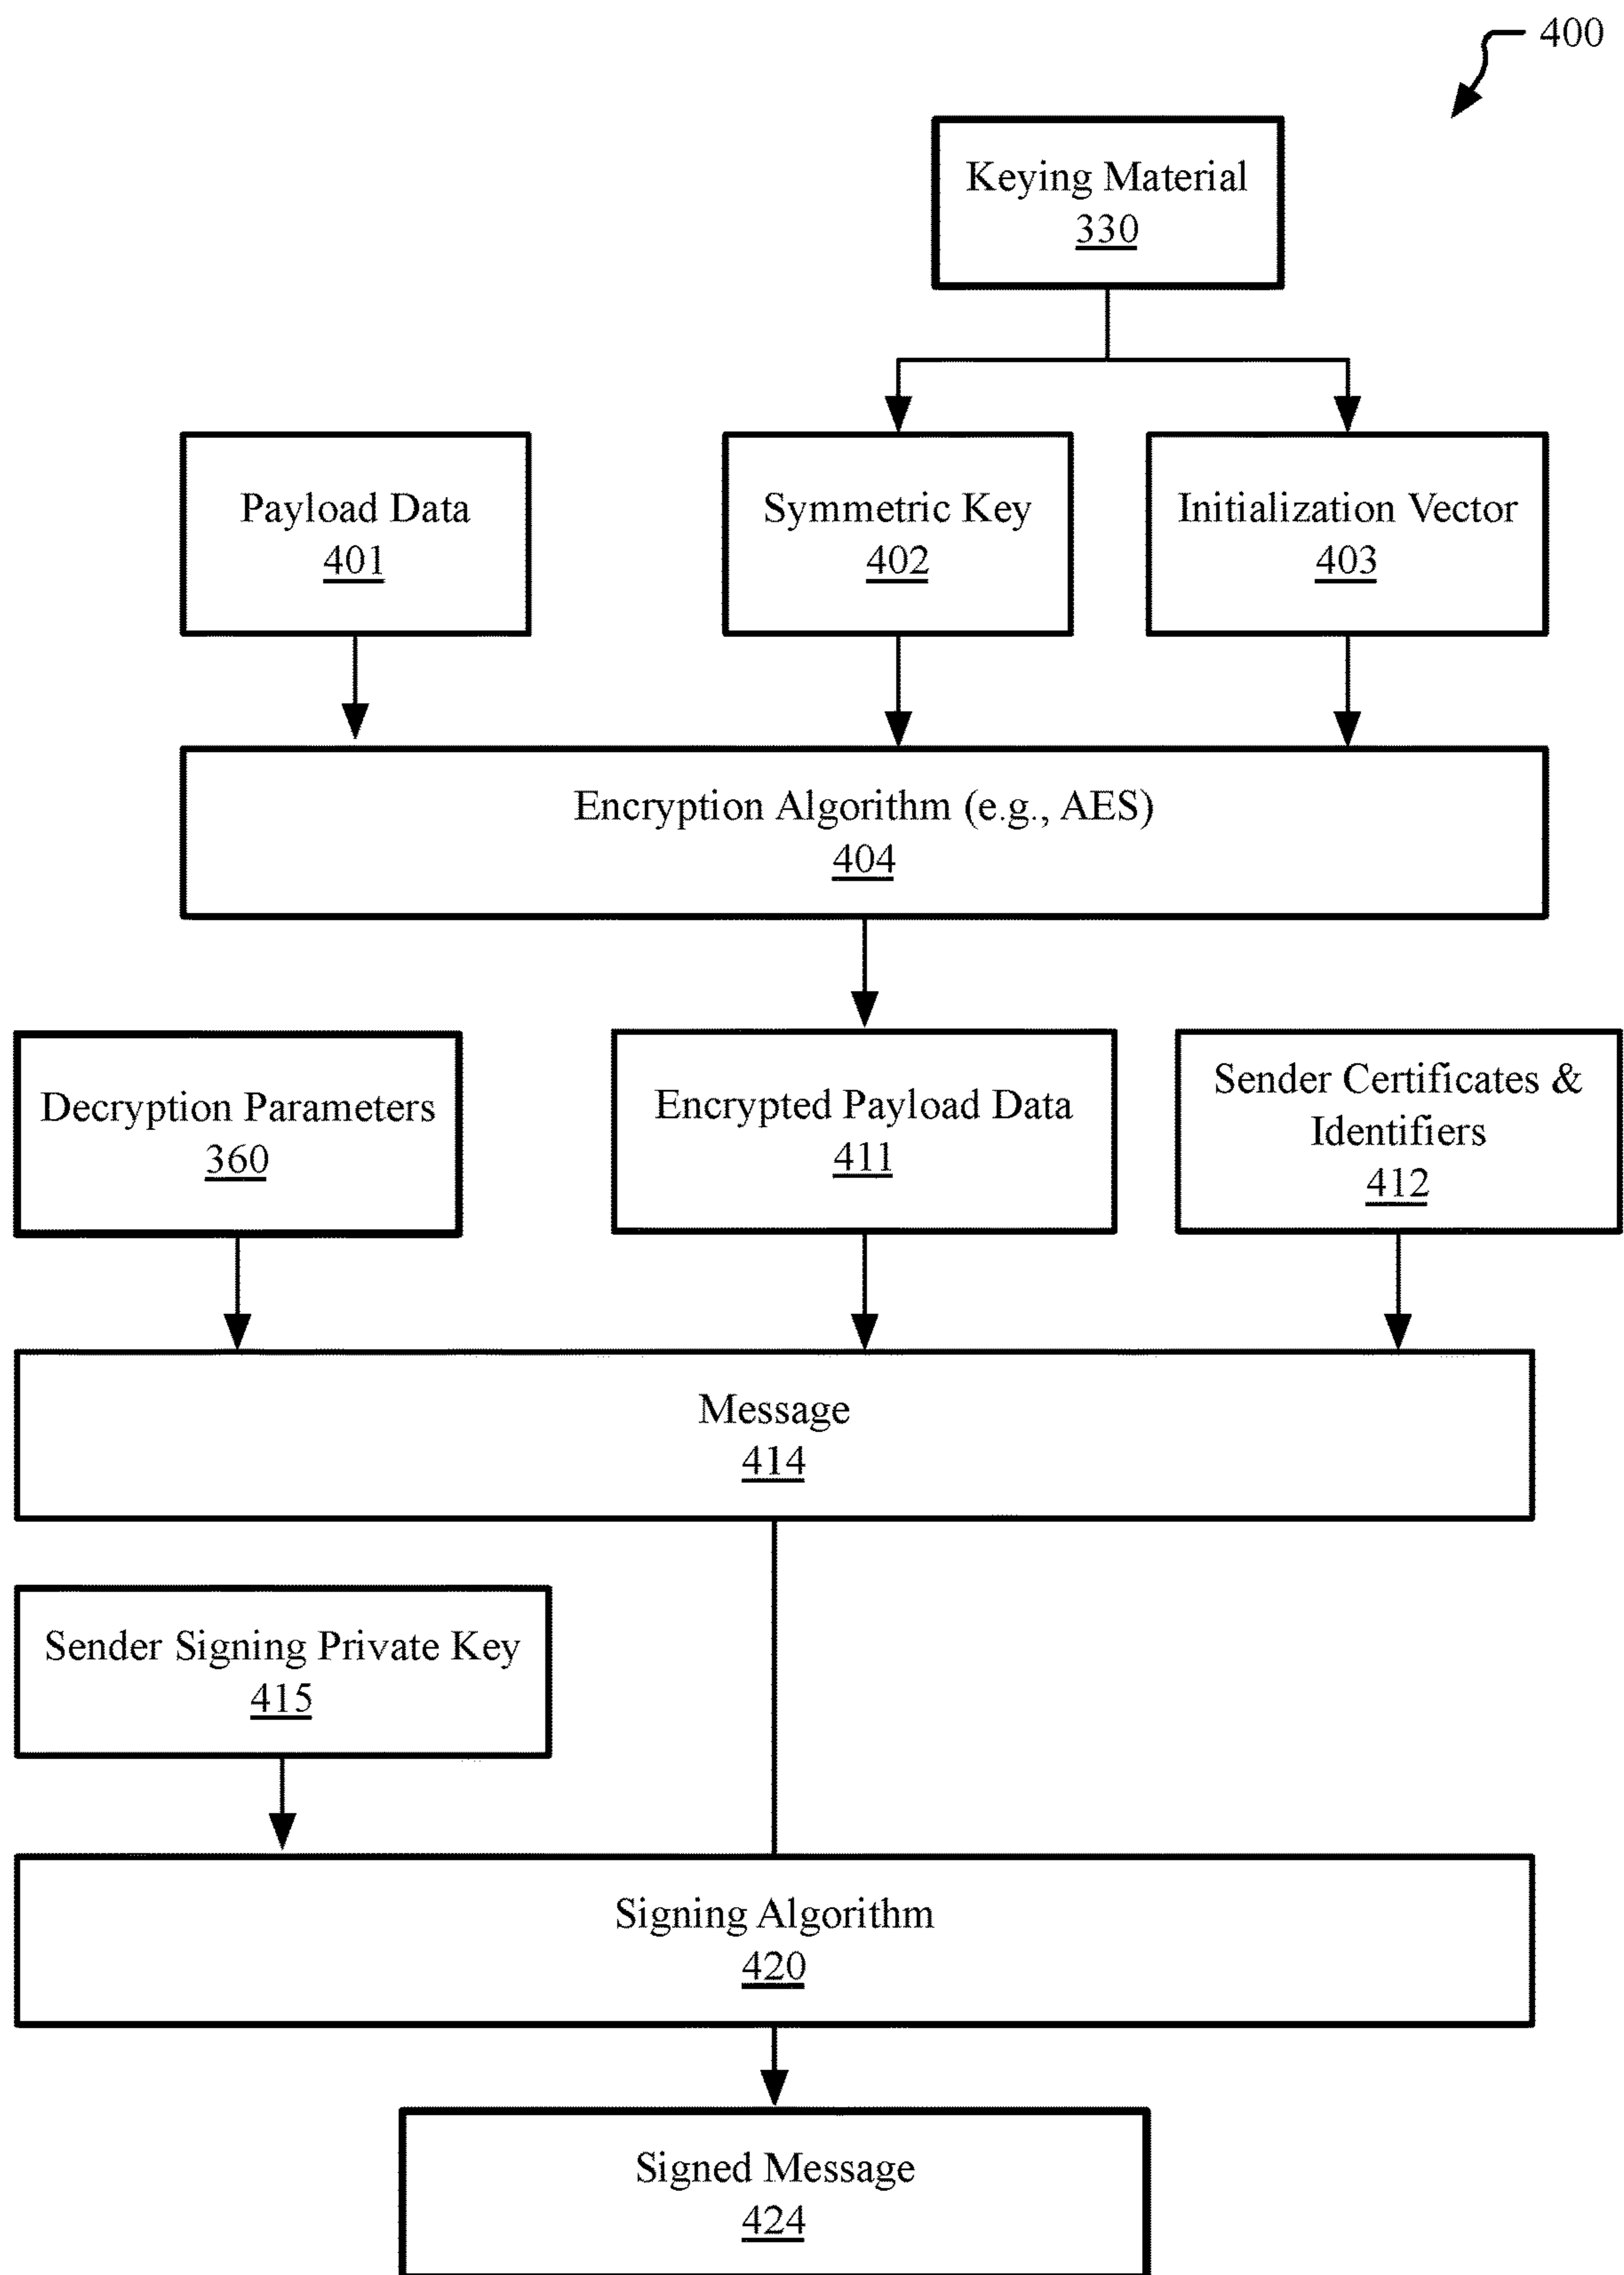 400
Keying Material
330
Payload Data
401
Symmetric Key
402
Initialization Vector
403
Encryption Algorithm (e.g., AES)
404
Decryption Parameters
360
Encrypted Payload Data
411
Sender Certificates &
Identifiers
412
Message
414
Sender Signing Private Key
415
Signing Algorithm
420
Signed Message
424